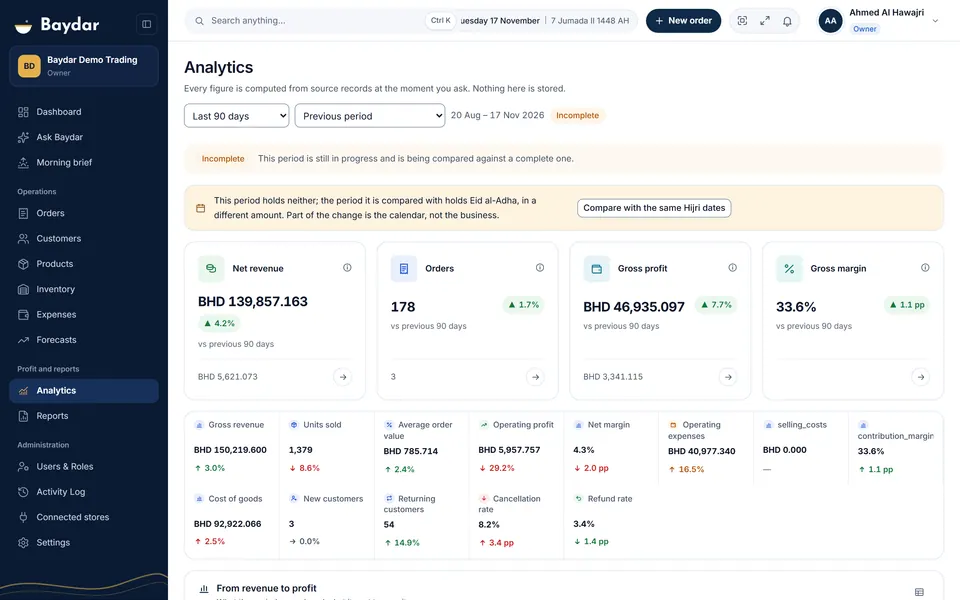 Baydar
Search anything...
Ctrl K
uesday 17 November
7 Jumada II 1448 AH
+ New order
AA
Ahmed Al Hawajri
Owner
BD
Baydar Demo Trading
Owner
Dashboard
Ask Baydar
Morning brief
Operations
Orders
Customers
Products
Inventory
Expenses
Forecasts
Profit and reports
Analytics
Reports
Administration
Users & Roles
Activity Log
Connected stores
Settings
Analytics
Every figure is computed from source records at the moment you ask. Nothing here is stored.
Last 90 days
Previous period
20 Aug – 17 Nov 2026
Incomplete
Incomplete
This period is still in progress and is being compared against a complete one.
This period holds neither; the period it is compared with holds Eid al-Adha, in a
different amount. Part of the change is the calendar, not the business.
Compare with the same Hijri dates
Net revenue
BHD 139,857.163
▲ 4.2%
vs previous 90 days
BHD 5,621.073
Orders
178
▲ 1.7%
vs previous 90 days
3
Gross profit
BHD 46,935.097
▲ 7.7%
vs previous 90 days
BHD 3,341.115
Gross margin
33.6%
▲ 1.1 pp
vs previous 90 days
Gross revenue
BHD 150,219.600
↑ 3.0%
Units sold
1,379
↓ 8.6%
Average order
value
BHD 785.714
↑ 2.4%
Operating profit
BHD 5,957.757
↓ 29.2%
Net margin
4.3%
↓ 2.0 pp
Operating
expenses
BHD 40,977.340
↑ 16.5%
selling_costs
BHD 0.000
—
contribution_margin
33.6%
↑ 1.1 pp
Cost of goods
BHD 92,922.066
↑ 2.5%
New customers
3
→ 0.0%
Returning
customers
54
↑ 14.9%
Cancellation
rate
8.2%
↑ 3.4 pp
Refund rate
3.4%
↓ 1.4 pp
From revenue to profit